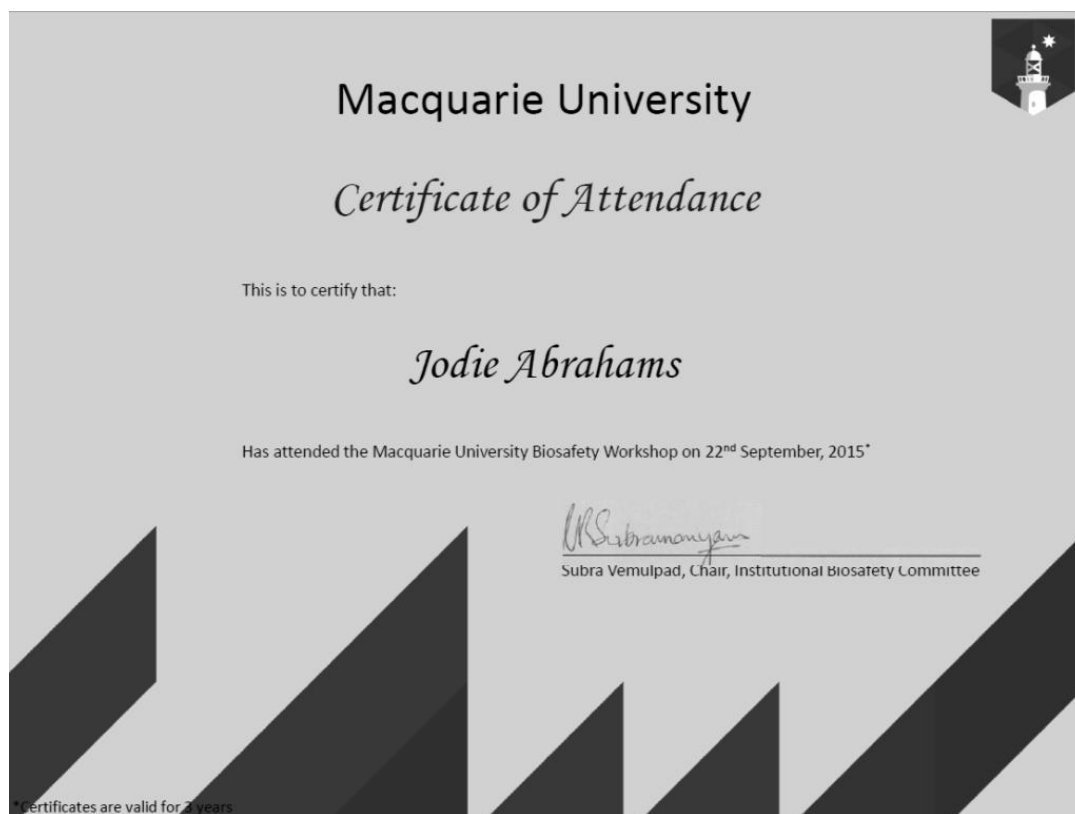 Macquarie University
Certificate of Attendance
This is to certify that:
Jodie Abrahams
Has attended the Macquarie University Biosafety Workshop on 22nd September, 2015*
Subra Vemulpad, Chair, Institutional Biosafety Committee
*Certificates are valid for 3 years